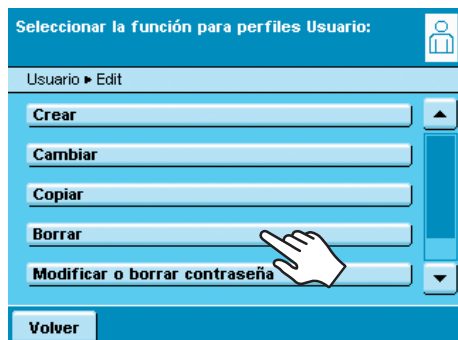 Seleccionar la función para perfiles Usuario:
Usuario ▸ Edit
Crear
Cambiar
Copiar
Borrar
Modificar o borrar contraseña
Volver